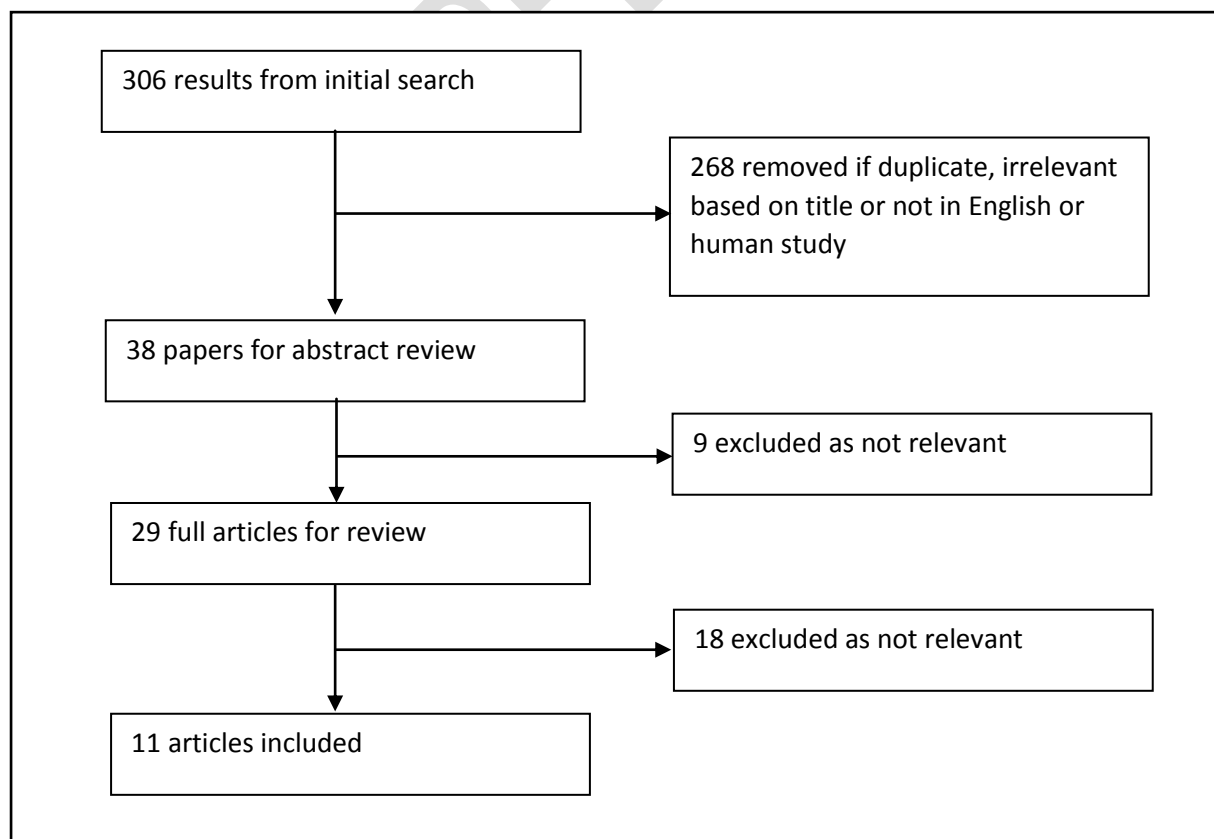 306 results from initial search
268 removed if duplicate, irrelevant
based on title or not in English or
human study
38 papers for abstract review
9 excluded as not relevant
29 full articles for review
18 excluded as not relevant
11 articles included